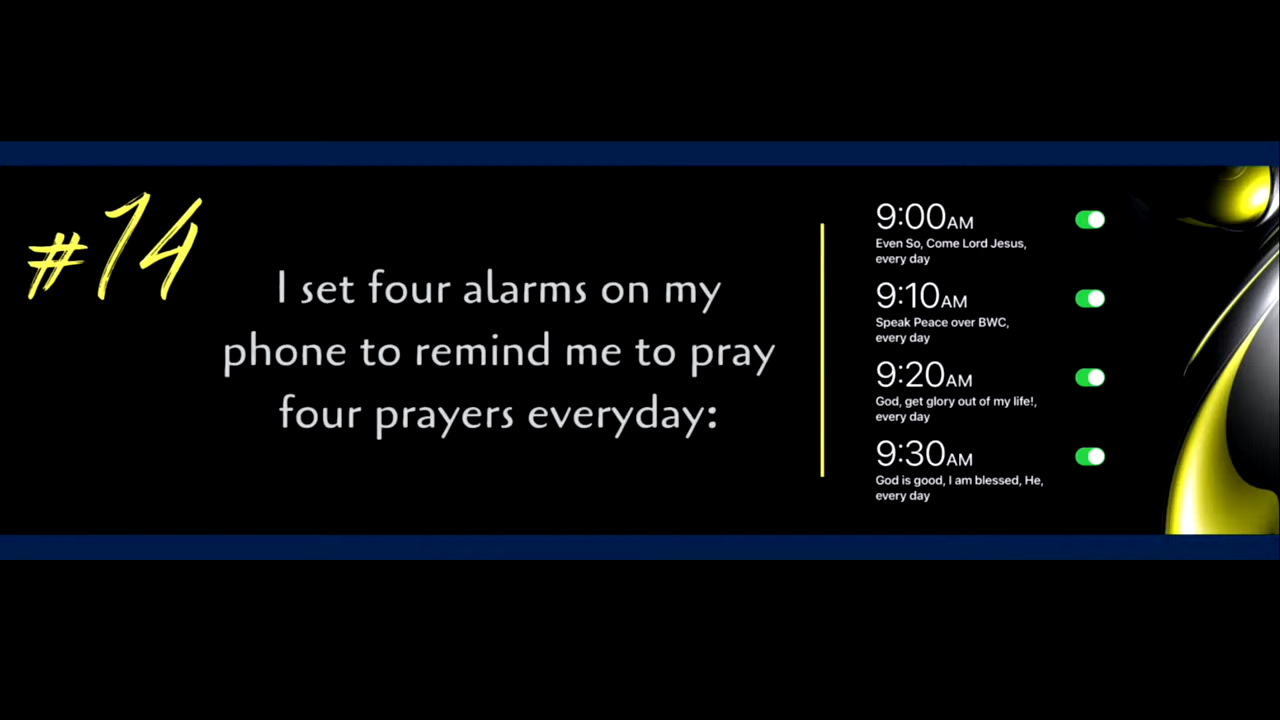 #14
I set four alarms on my
phone to remind me to pray
four prayers everyday:
9:00AM
Even So, Come Lord Jesus,
every day
9:10AM
Speak Peace over BWC,
every day
9:20AM
God, get glory out of my life!,
every day
9:30AM
God is good, I am blessed, He,
every day